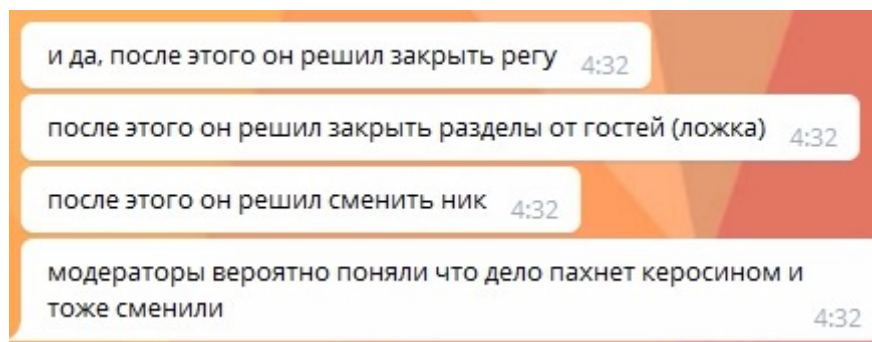 и да, после этого он решил закрыть регу 4:32
после этого он решил закрыть разделы от гостей (ложка) 4:32
после этого он решил сменить ник 4:32
модераторы вероятно поняли что дело пахнет керосином и
тоже сменили 4:32